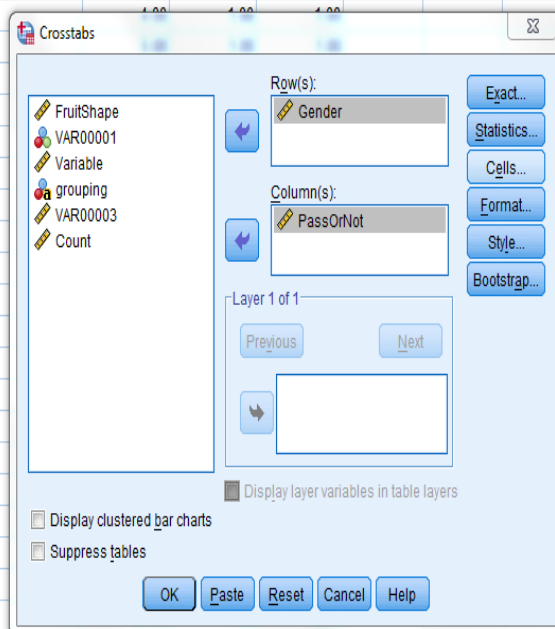 Crosstabs
FruitShape
VAR00001
Variable
grouping
VAR00003
Count
Row(s):
Gender
Column(s):
PassOrNot
Layer 1 of 1
Previous
Next
Display layer variables in table layers
Exact...
Statistics...
Cells...
Format...
Style...
Bootstrap...
Display clustered bar charts
Suppress tables
OK
Paste
Reset
Cancel
Help